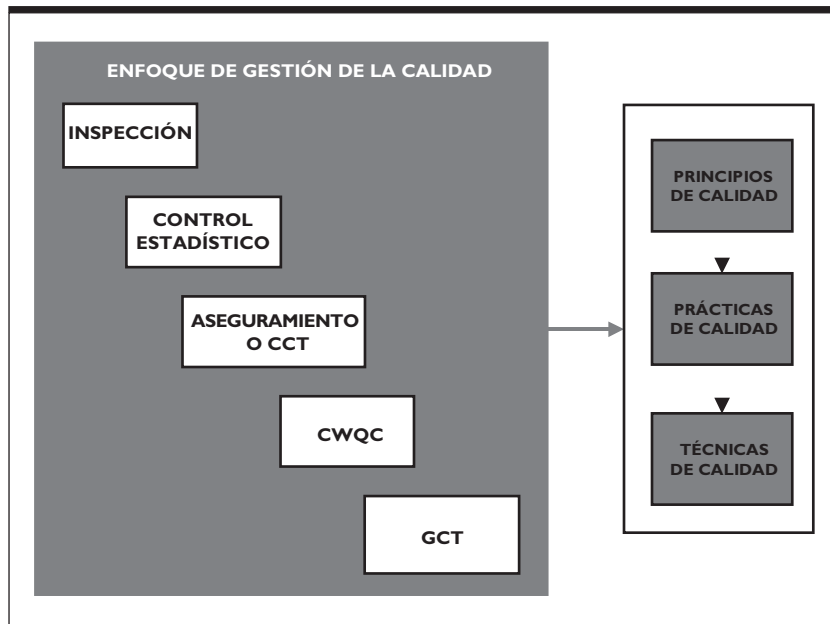 ENFOQUE DE GESTIÓN DE LA CALIDAD
INSPECCIÓN
CONTROL
ESTADÍSTICO
ASEGURAMIENTO
O CCT
CWQC
GCT
PRINCIPIOS
DE CALIDAD
PRÁCTICAS
DE CALIDAD
TÉCNICAS
DE CALIDAD